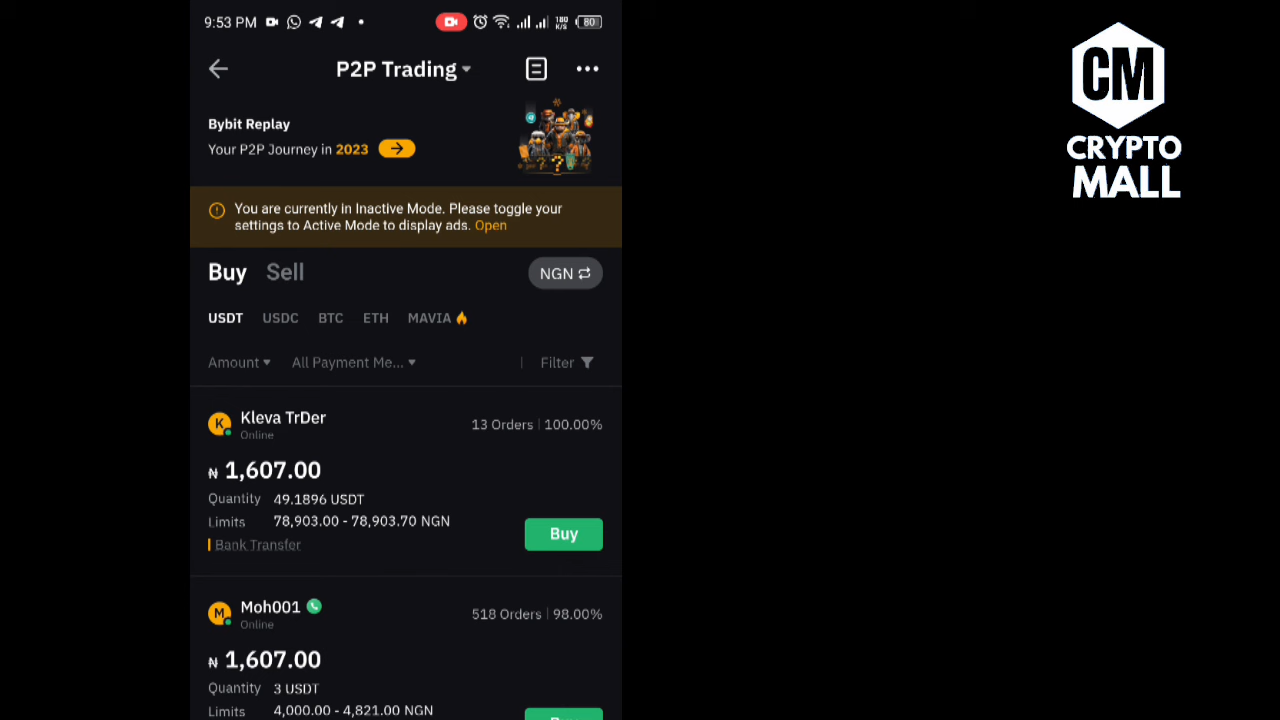 9:53 PM 180 K/S 80
P2P Trading
Bybit Replay
Your P2P Journey in 2023
You are currently in Inactive Mode. Please toggle your
settings to Active Mode to display ads. Open
Buy Sell NGN
USDT USDC BTC ETH MAVIA
Amount All Payment Me... Filter
K Kleva TrDer 13 Orders | 100.00%
Online
₦ 1,607.00
Quantity 49.1896 USDT
Limits 78,903.00 - 78,903.70 NGN
Bank Transfer Buy
M Moh001 518 Orders | 98.00%
Online
₦ 1,607.00
Quantity 3 USDT
Limits 4,000.00 - 4,821.00 NGN
CM
CRYPTO
MALL